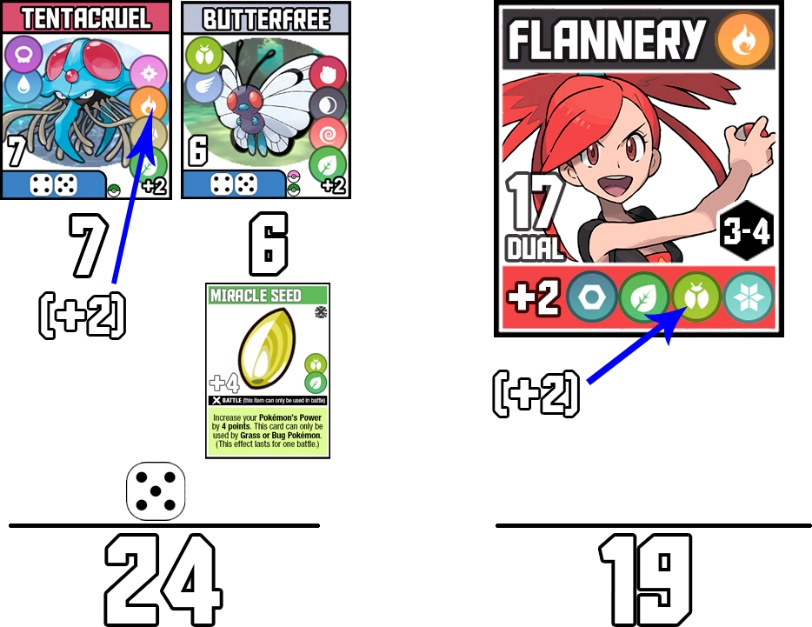 TENTACRUEL
7
+2
BUTTERFREE
6
+2
FLANNERY
17
DUAL
3-4
+2
7
6
(+2)
MIRACLE SEED
+4
BATTLE (this item can only be used in battle)
Increase your Pokémon's Power
by 4 points. This card can only be
used by Grass or Bug Pokémon.
(This effect lasts for one battle.)
(+2)
24
19